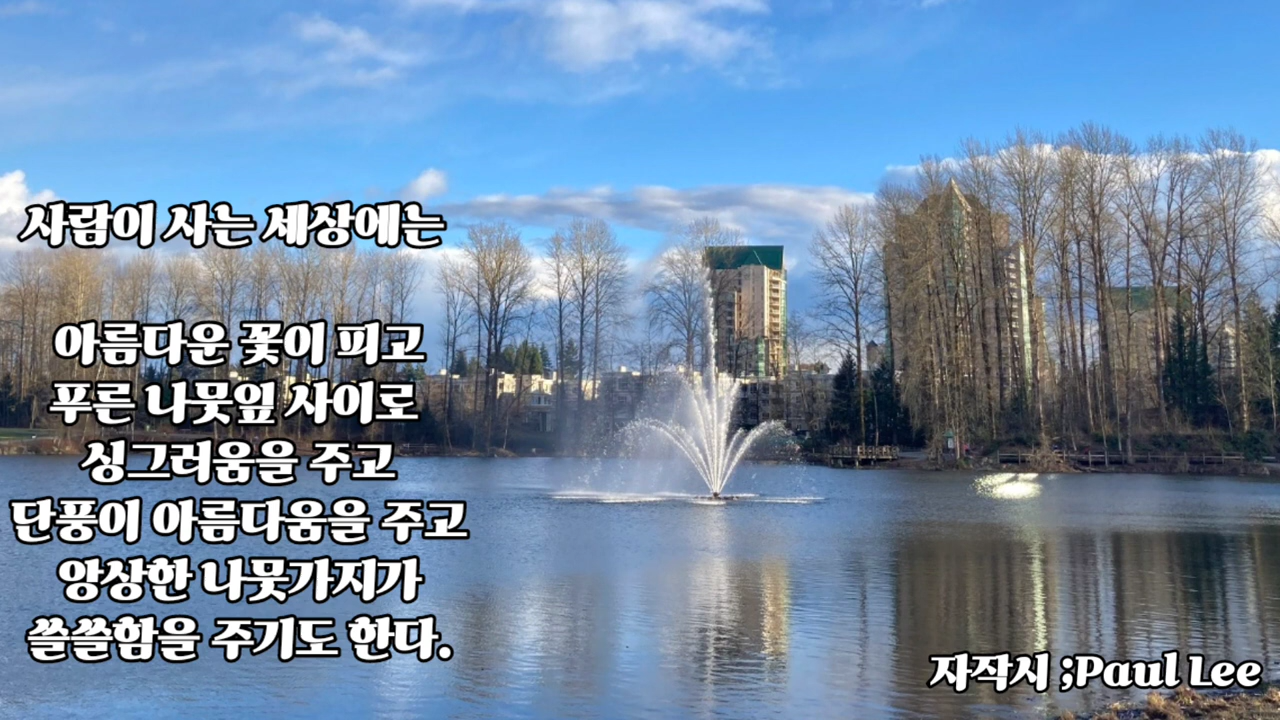 사람이 사는 세상에는
아름다운 꽃이 피고
푸른 나뭇잎 사이로
싱그러움을 주고
단풍이 아름다움을 주고
앙상한 나뭇가지가
쓸쓸함을 주기도 한다.
자작시 ;Paul Lee